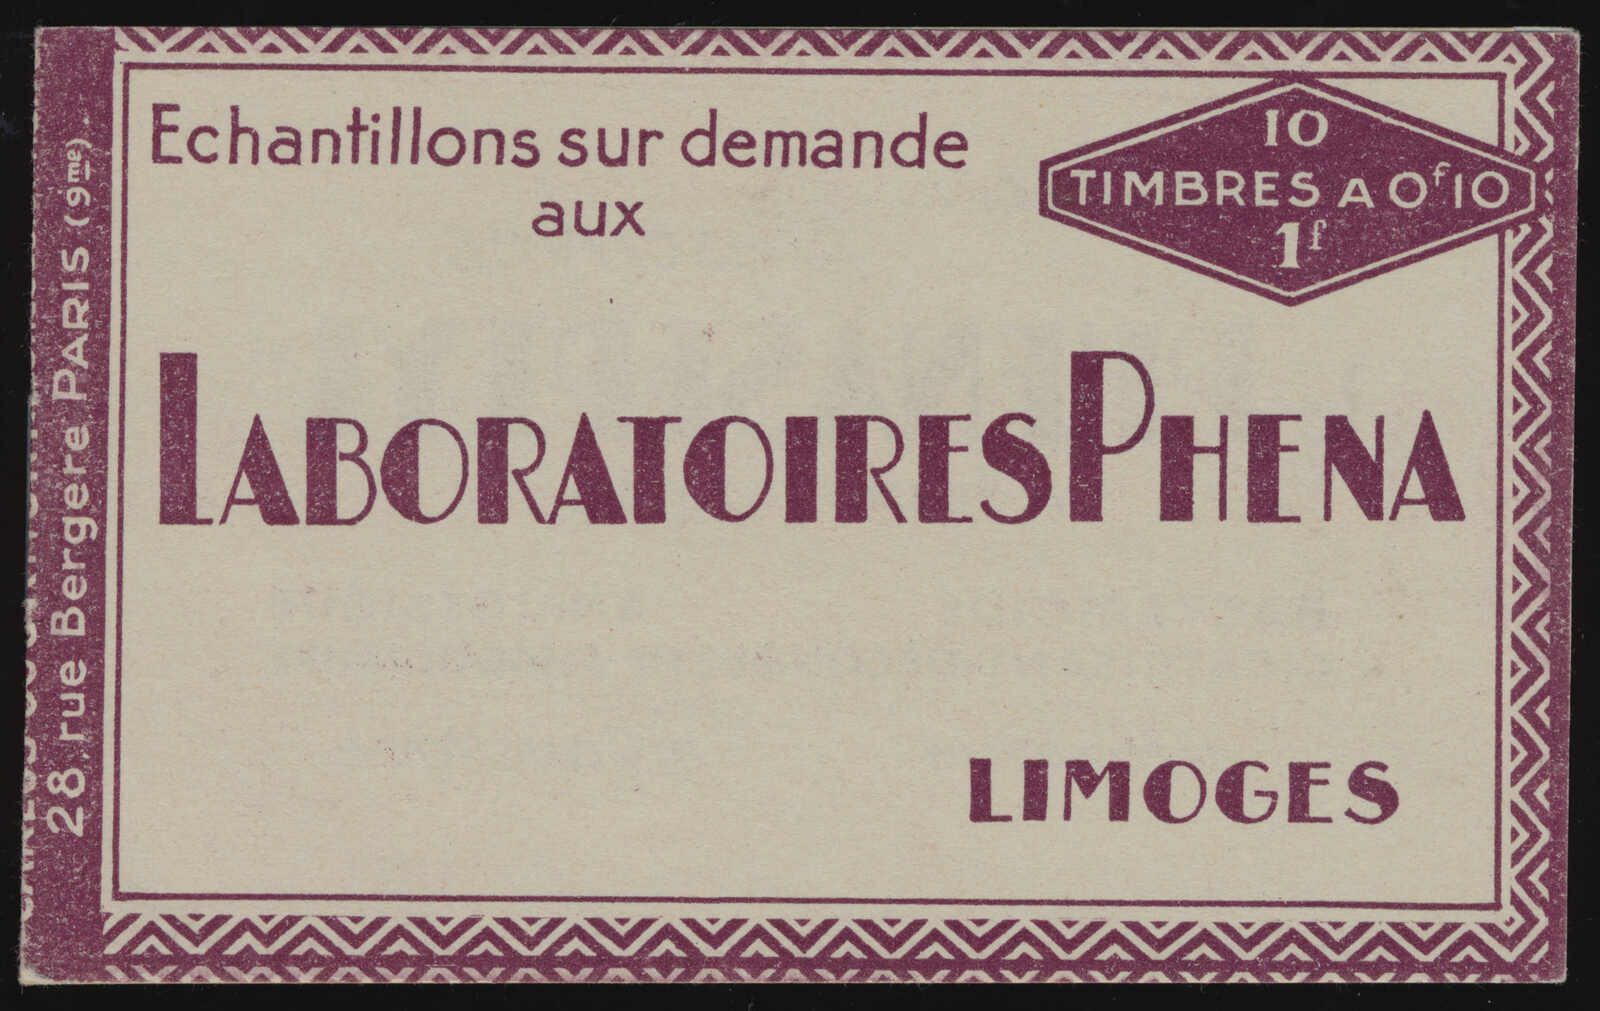 Echantillons sur demande
aux
10
TIMBRES A 0f10
1f
LABORATOIRES PHENA
LIMOGES
28, rue Bergère PARIS (9me)